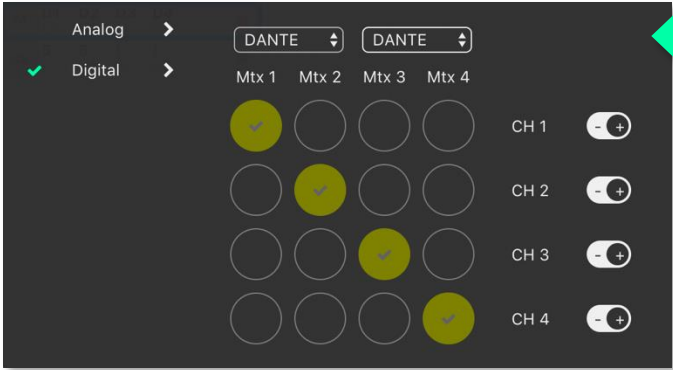 Analog
DANTE DANTE
Digital
Mtx 1 Mtx 2 Mtx 3 Mtx 4
CH 1 - +
CH 2 - +
CH 3 - +
CH 4 - +